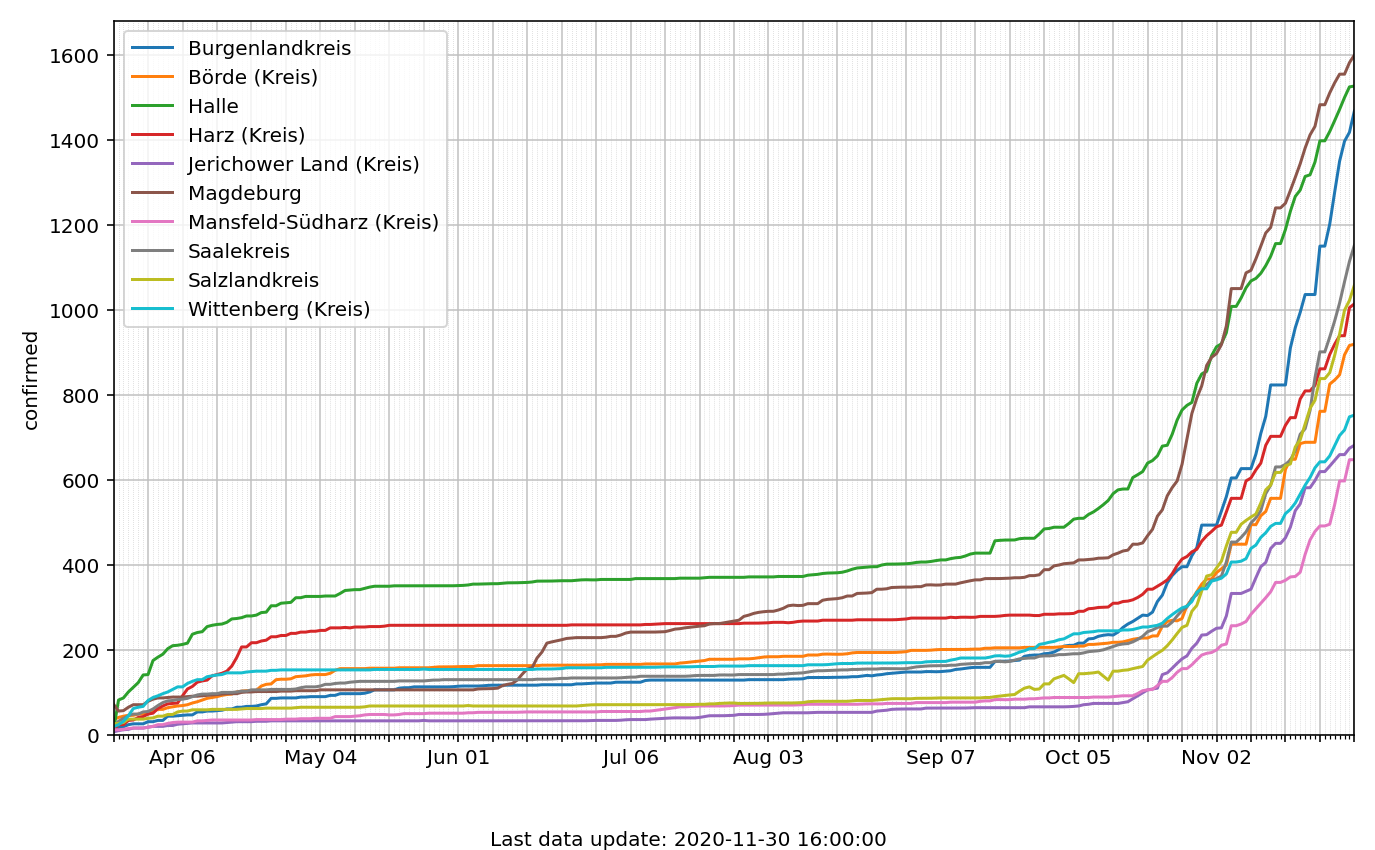 1600
1400
1200
1000
800
600
400
200
0
confirmed
Burgenlandkreis
Börde (Kreis)
Halle
Harz (Kreis)
Jerichower Land (Kreis)
Magdeburg
Mansfeld-Südharz (Kreis)
Saalekreis
Salzlandkreis
Wittenberg (Kreis)
Apr 06 May 04 Jun 01 Jul 06 Aug 03 Sep 07 Oct 05 Nov 02
Last data update: 2020-11-30 16:00:00